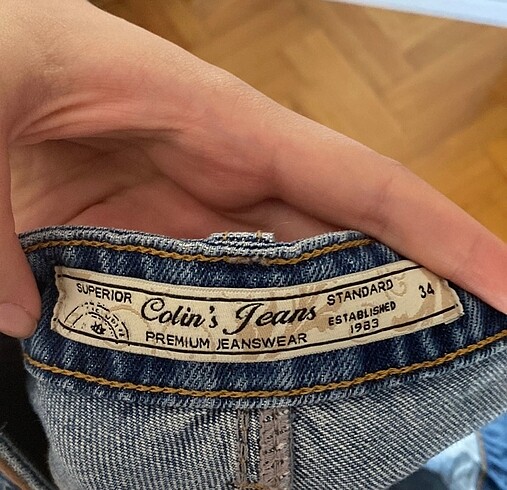 SUPERIOR
Colin's Jeans
PREMIUM JEANSWEAR
STANDARD
ESTABLISHED
1983
34